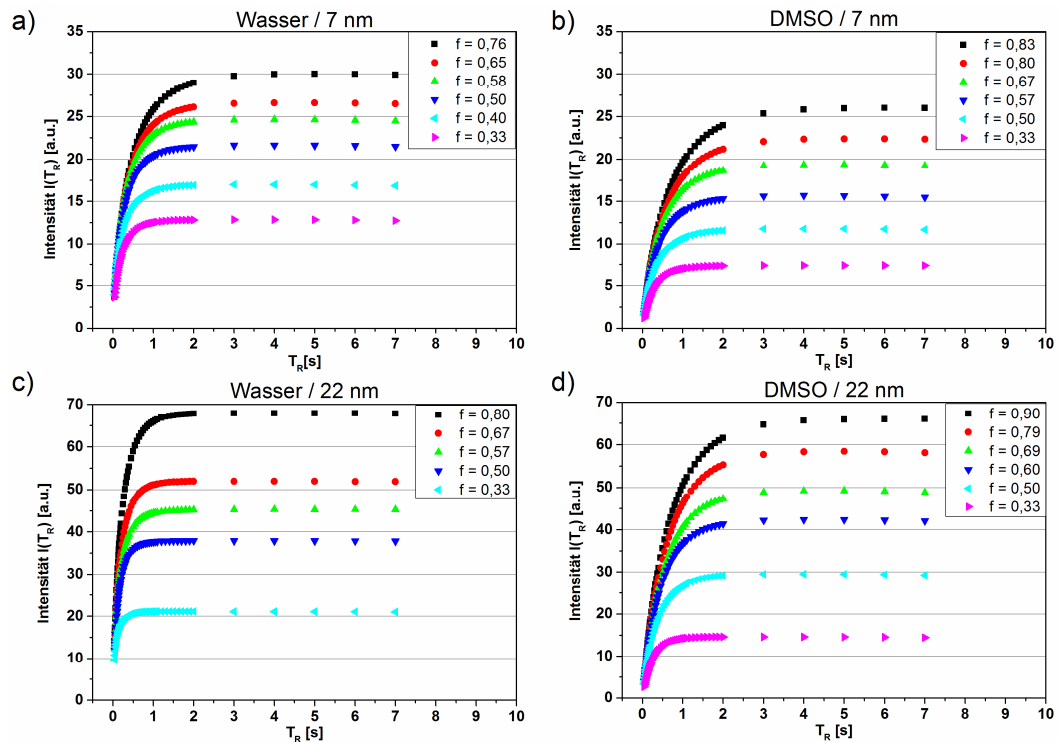 a)
Wasser / 7 nm
35
30
25
20
15
10
5
0
Intensität I(T_R) [a.u.]
f = 0,76
f = 0,65
f = 0,58
f = 0,50
f = 0,40
f = 0,33
0 1 2 3 4 5 6 7 8 9 10
T_R[s]
b)
DMSO / 7 nm
35
30
25
20
15
10
5
0
Intensität I(T_R) [a.u.]
f = 0,83
f = 0,80
f = 0,67
f = 0,57
f = 0,50
f = 0,33
0 1 2 3 4 5 6 7 8 9 10
T_R [s]
c)
Wasser / 22 nm
70
60
50
40
30
20
10
0
Intensität I(T_R) [a.u.]
f = 0,80
f = 0,67
f = 0,57
f = 0,50
f = 0,33
0 1 2 3 4 5 6 7 8 9 10
T_R [s]
d)
DMSO / 22 nm
70
60
50
40
30
20
10
0
Intensität I(T_R) [a.u.]
f = 0,90
f = 0,79
f = 0,69
f = 0,60
f = 0,50
f = 0,33
0 1 2 3 4 5 6 7 8 9 10
T_R [s]